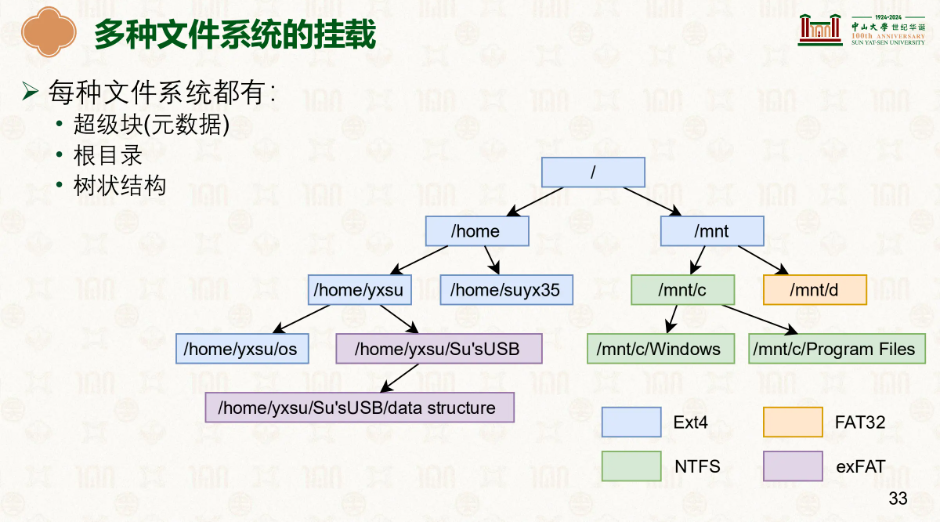 多种文件系统的挂载
1924-2024
中山大學 世纪华诞
100th ANNIVERSARY
SUN YAT-SEN UNIVERSITY
每种文件系统都有:
超级块(元数据)
根目录
树状结构
/
/home
/mnt
/home/yxsu
/home/suyx35
/mnt/c
/mnt/d
/home/yxsu/os
/home/yxsu/Su'sUSB
/mnt/c/Windows
/mnt/c/Program Files
/home/yxsu/Su'sUSB/data structure
Ext4
FAT32
NTFS
exFAT
33